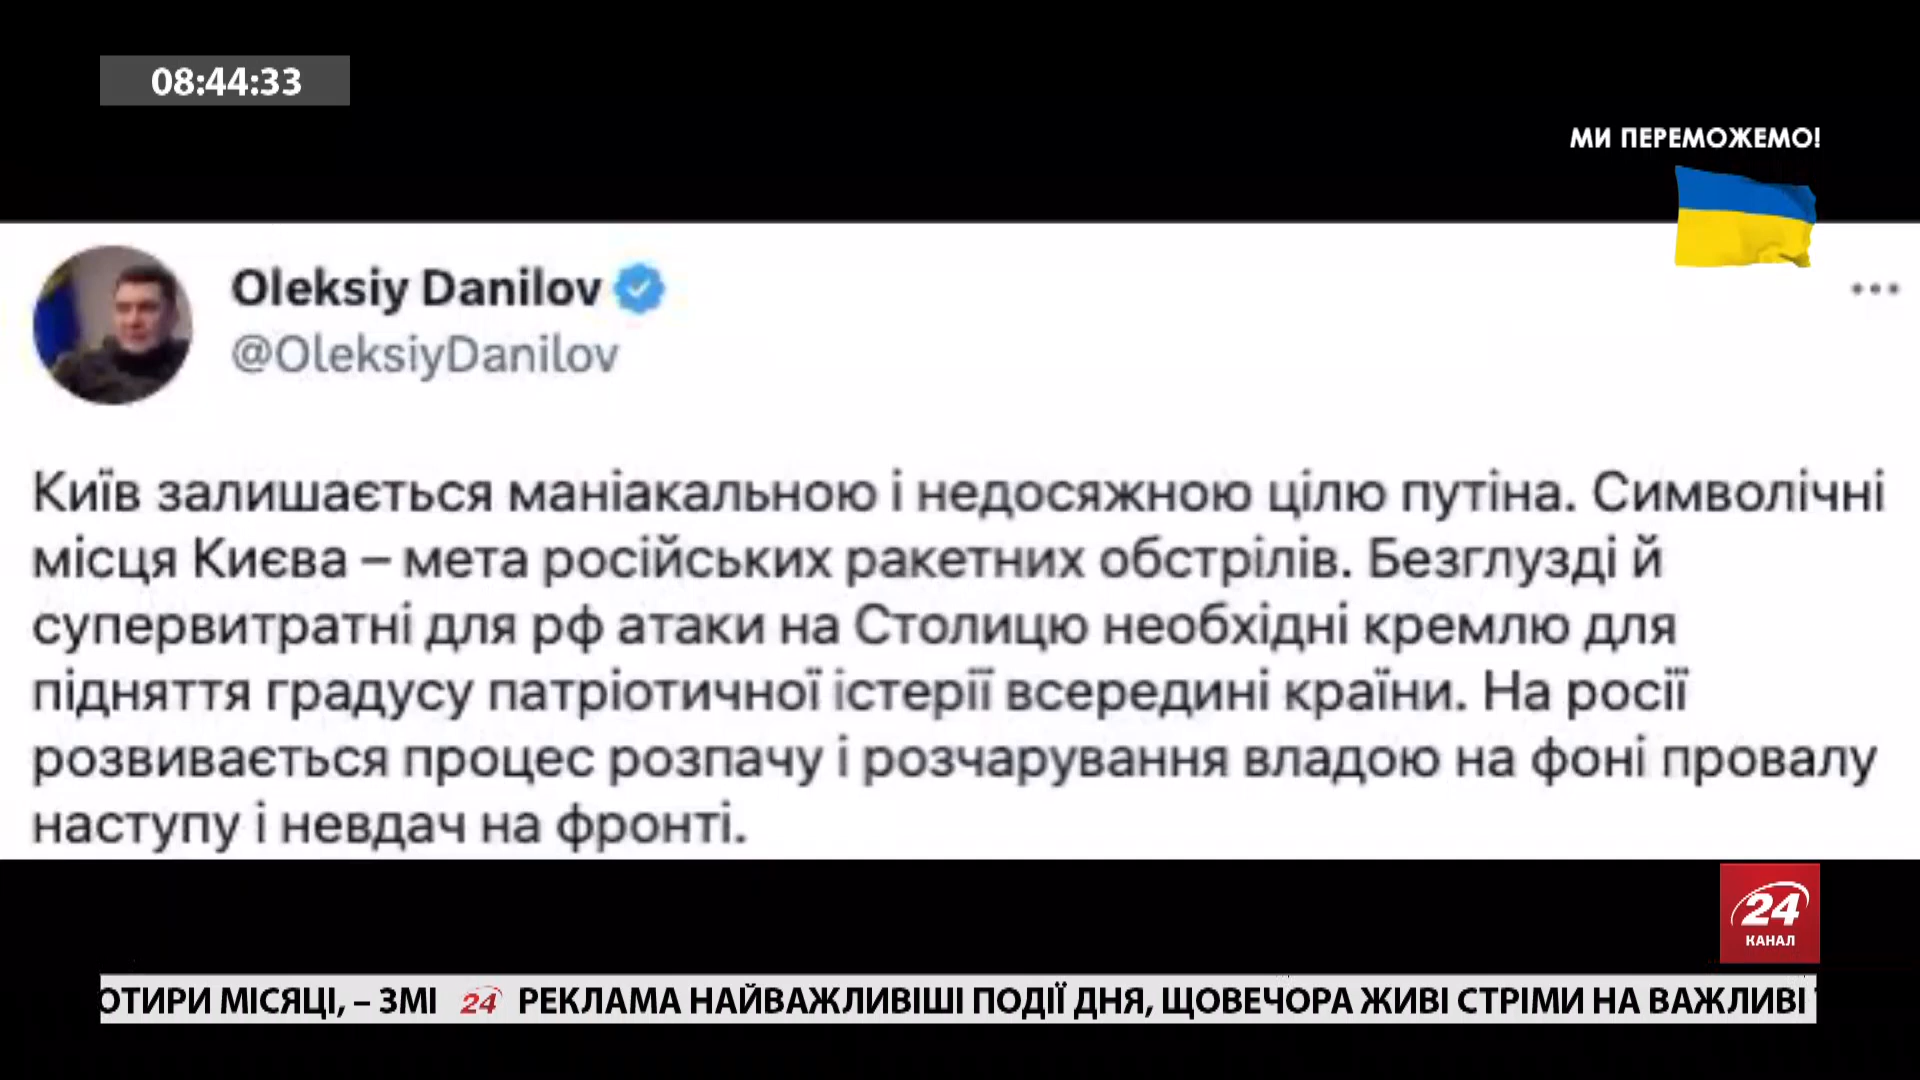 08:44:33
МИ ПЕРЕМОЖЕМО!
Oleksiy Danilov
@OleksiyDanilov
Київ залишається маніакальною і недосяжною цілю путіна. Символічні
місця Києва – мета російських ракетних обстрілів. Безглузді й
супервитратні для рф атаки на Столицю необхідні кремлю для
підняття градусу патріотичної істерії всередині країни. На росії
розвивається процес розпачу і розчарування владою на фоні провалу
наступу і невдач на фронті.
24
КАНАЛ
ОТИРИ МІСЯЦІ, – ЗМІ 24 РЕКЛАМА НАЙВАЖЛИВІШІ ПОДІЇ ДНЯ, ЩОВЕЧОРА ЖИВІ СТРІМИ НА ВАЖЛИВІ